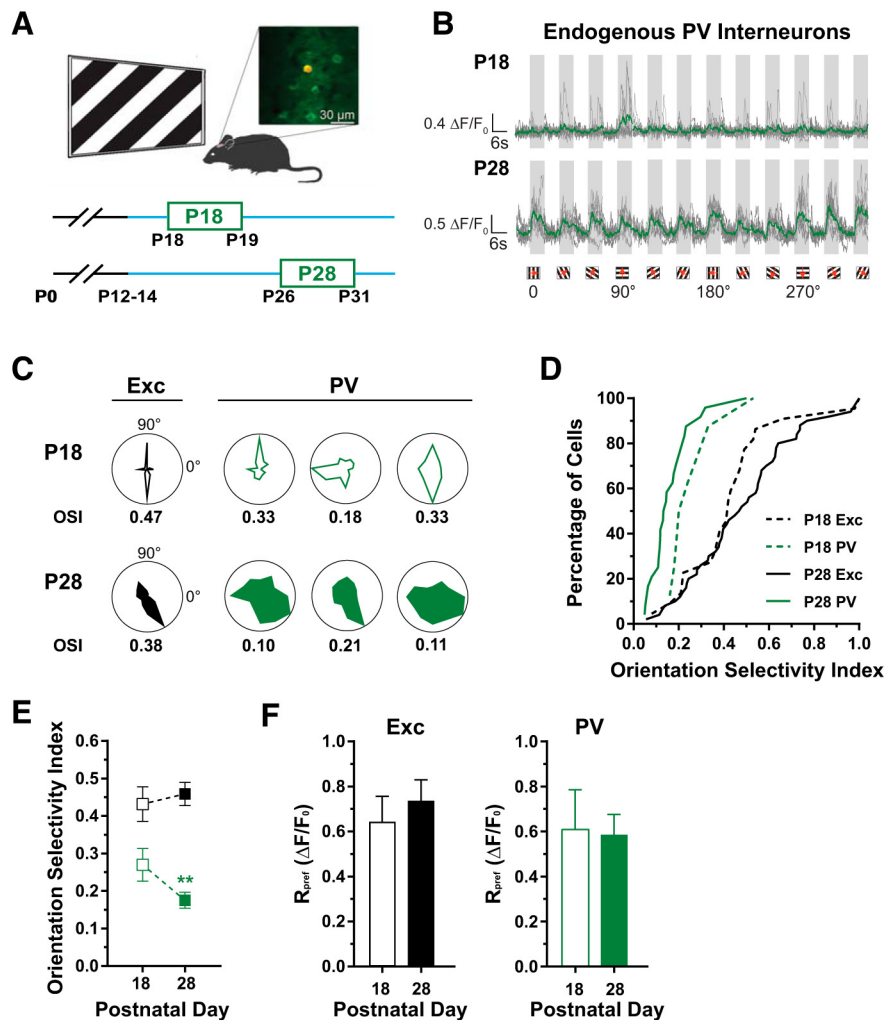 A
30 µm
P18
P18 P19
P28
P0 P12-14 P26 P31
B
Endogenous PV Interneurons
P18
0.4 ΔF/F0
6s
P28
0.5 ΔF/F0
6s
0 90° 180° 270°
C
Exc PV
90°
P18
0°
OSI 0.47 0.33 0.18 0.33
90°
P28
0°
OSI 0.38 0.10 0.21 0.11
D
Percentage of Cells
100
80
60
40
20
0
0.0 0.2 0.4 0.6 0.8 1.0
Orientation Selectivity Index
P18 Exc
P18 PV
P28 Exc
P28 PV
E
Orientation Selectivity Index
0.6
0.5
0.4
0.3
0.2
0.1
0.0
**
18 28
Postnatal Day
F
Exc
Rpref (ΔF/F0)
1.0
0.8
0.6
0.4
0.2
0.0
18 28
Postnatal Day
PV
Rpref (ΔF/F0)
1.0
0.8
0.6
0.4
0.2
0.0
18 28
Postnatal Day